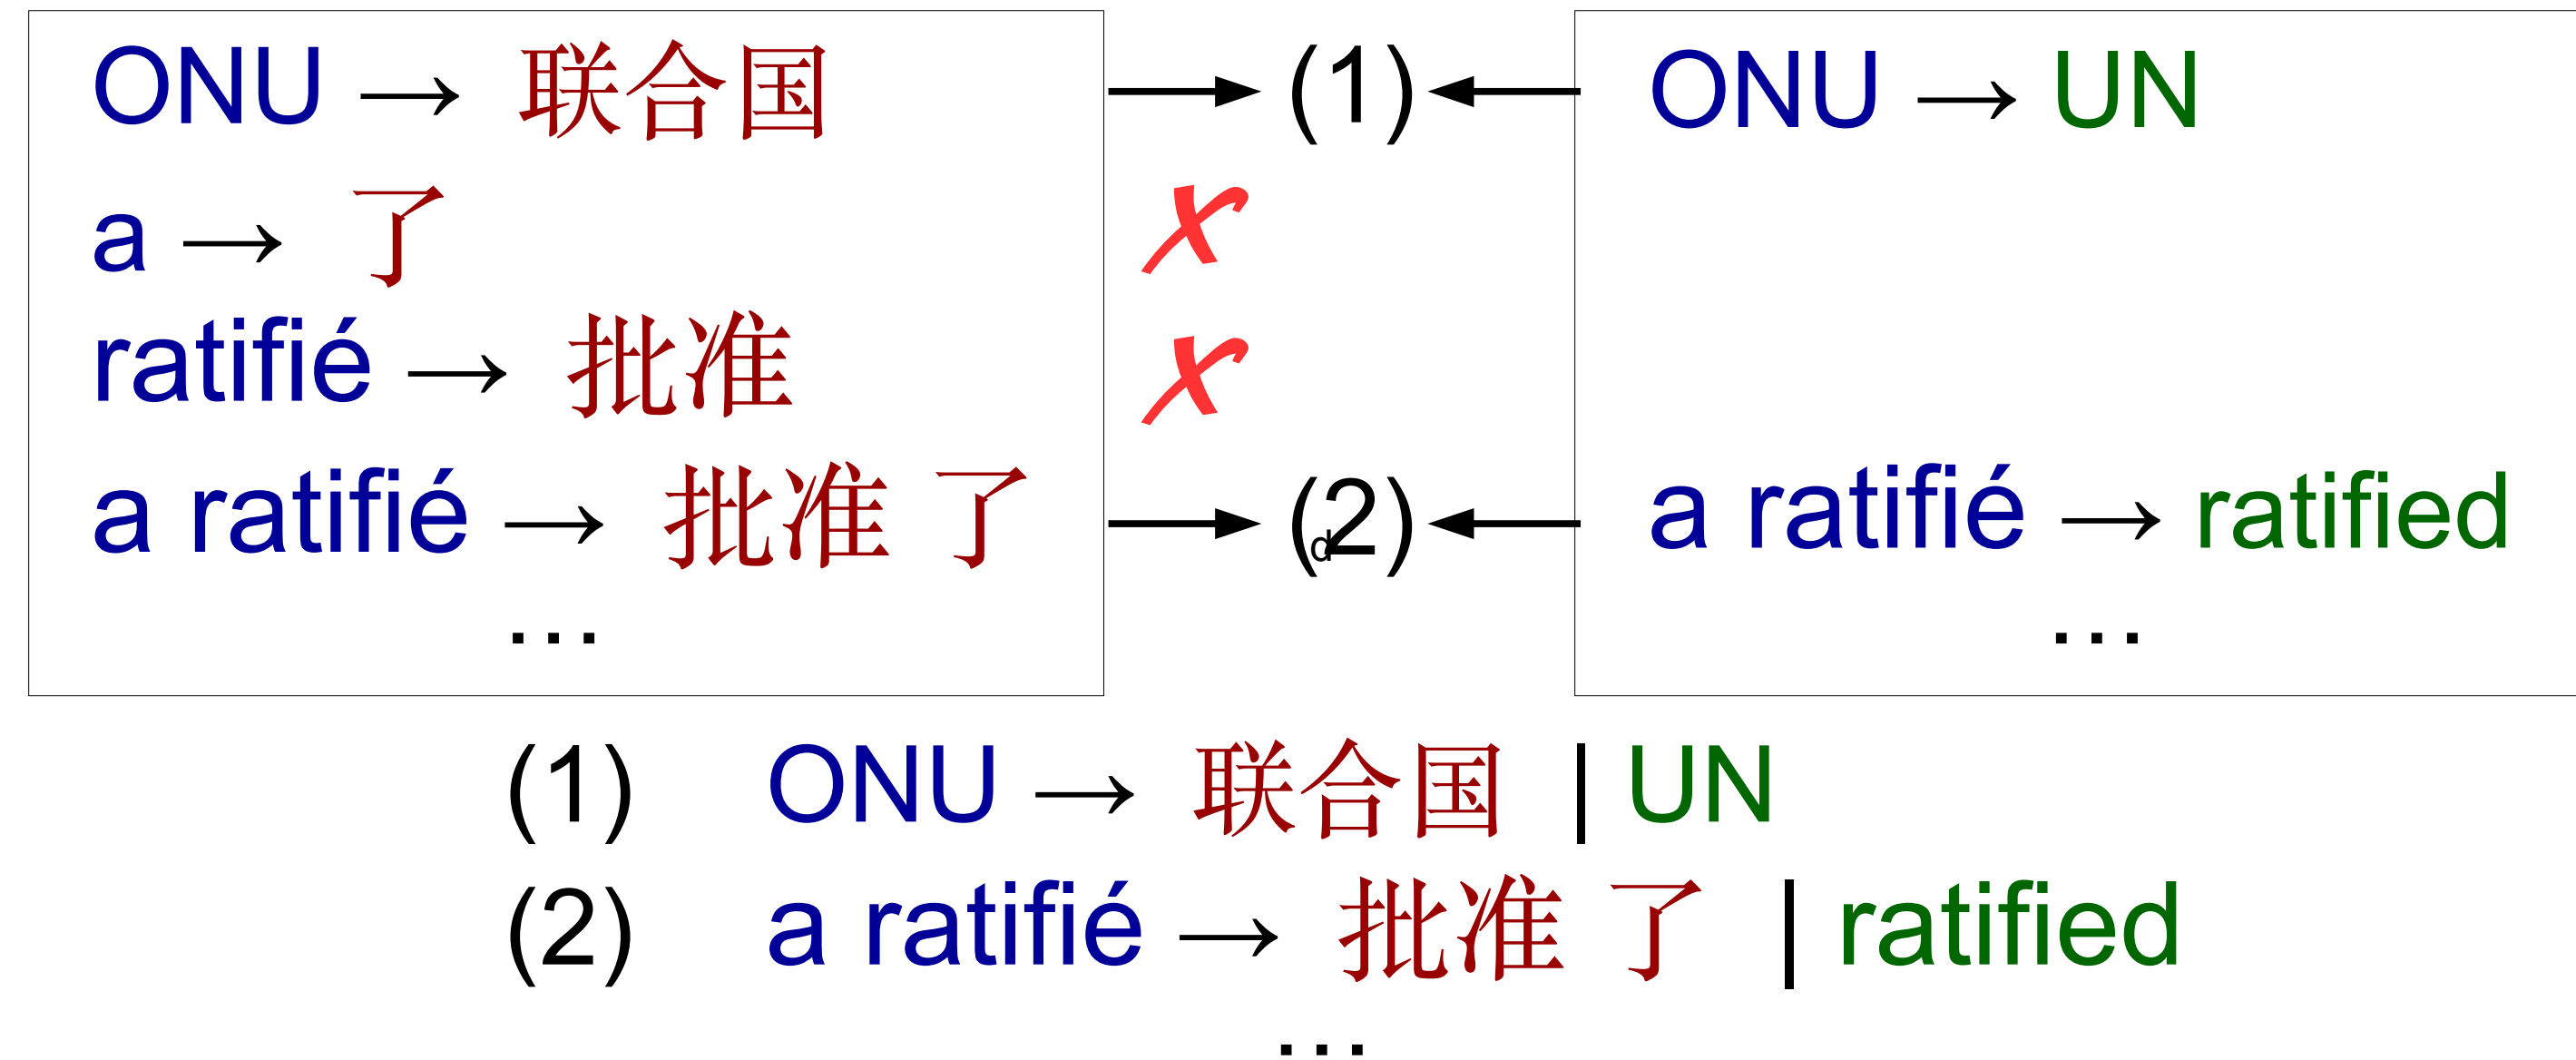 ONU → 联合国 → (1) ← ONU → UN
a → 了 ✗
ratifié → 批准 ✗
a ratifié → 批准 了 → (2) ← a ratifié → ratified
d
… …
(1) ONU → 联合国 | UN
(2) a ratifié → 批准 了 | ratified
…